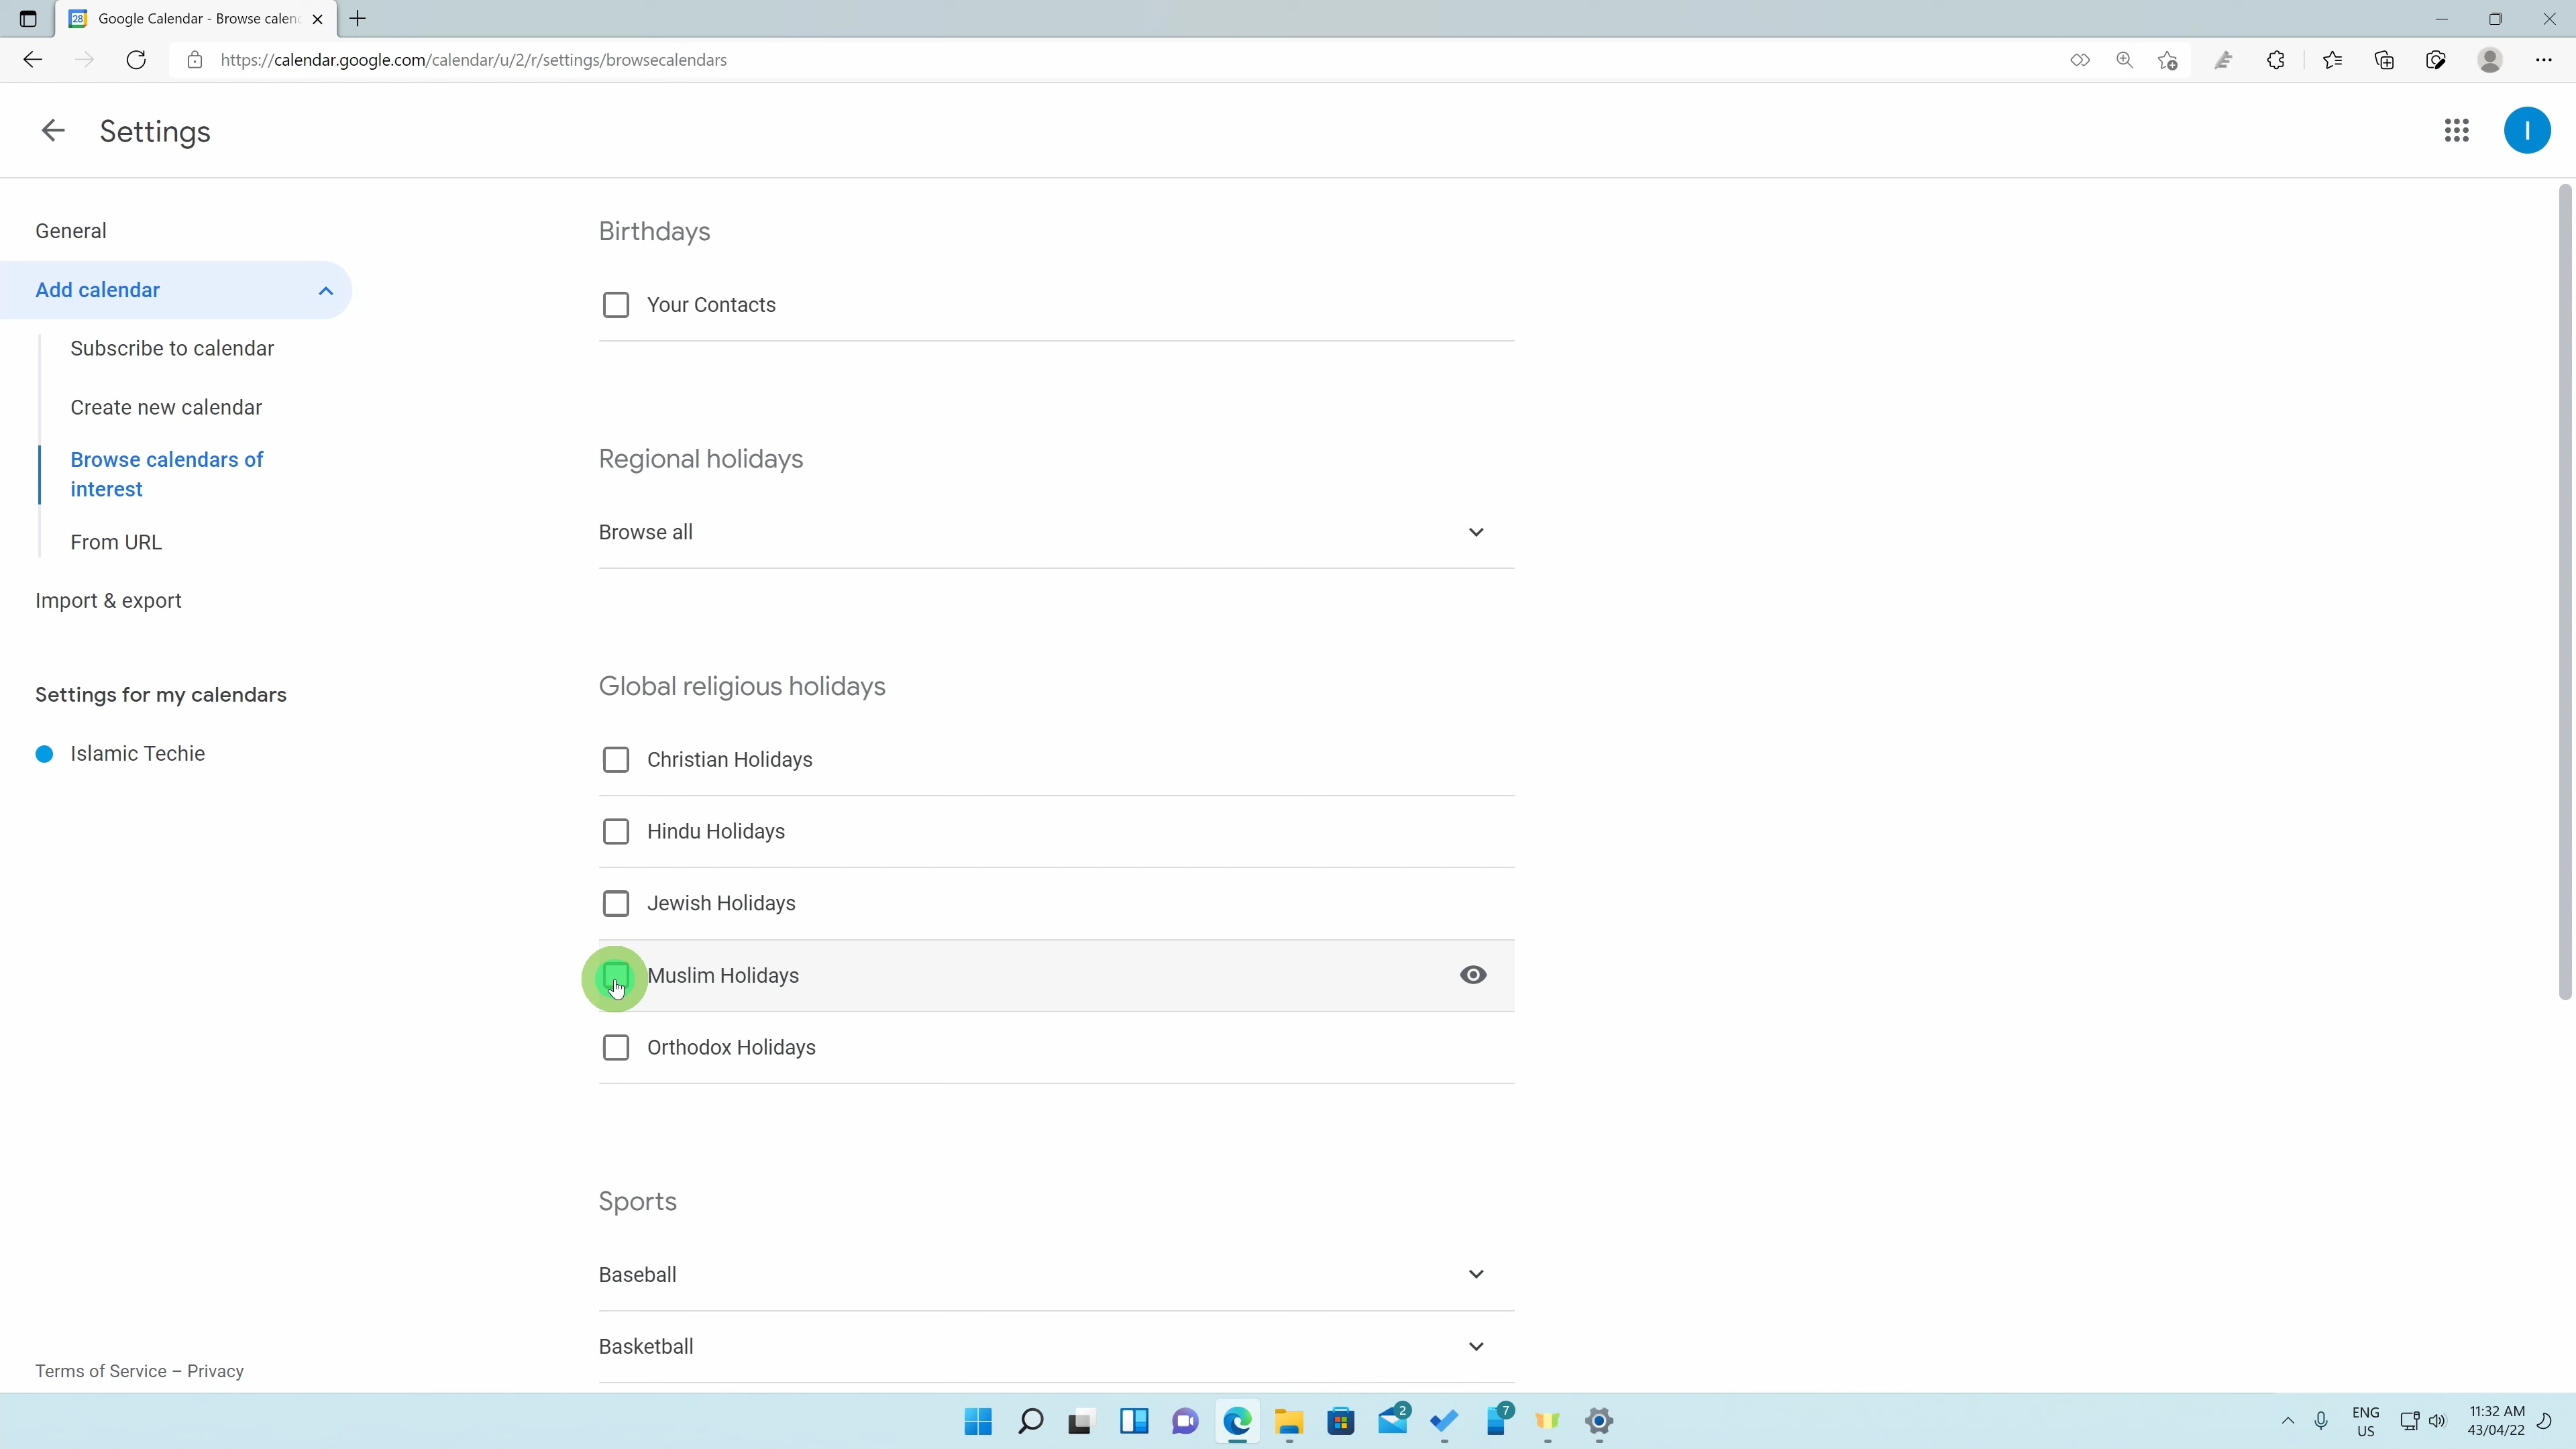 28 Google Calendar - Browse calen
https://calendar.google.com/calendar/u/2/r/settings/browsecalendars
Settings
I
General
Add calendar
Subscribe to calendar
Create new calendar
Browse calendars of
interest
From URL
Import & export
Settings for my calendars
Islamic Techie
Terms of Service – Privacy
Birthdays
Your Contacts
Regional holidays
Browse all
Global religious holidays
Christian Holidays
Hindu Holidays
Jewish Holidays
Muslim Holidays
Orthodox Holidays
Sports
Baseball
Basketball
2
7
ENG
US
11:32 AM
43/04/22